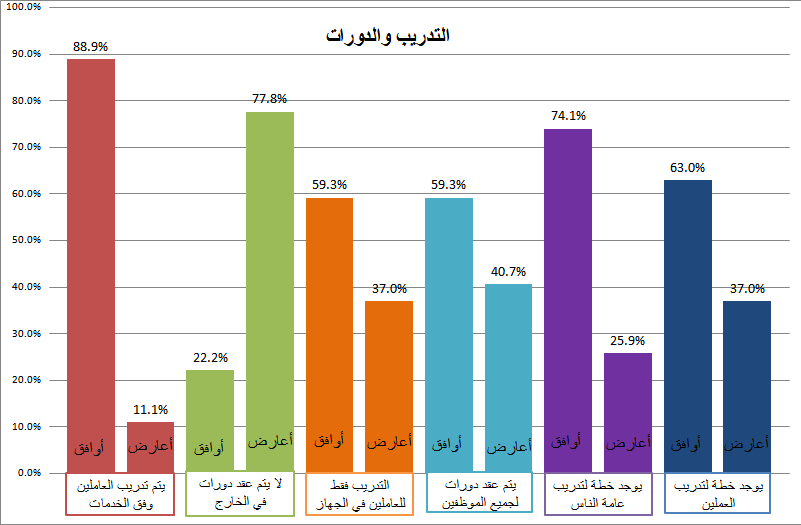 التدريب والدورات
100.0%
90.0%
80.0%
70.0%
60.0%
50.0%
40.0%
30.0%
20.0%
10.0%
0.0%
88.9%
11.1%
22.2%
77.8%
59.3%
37.0%
59.3%
40.7%
74.1%
25.9%
63.0%
37.0%
أوافق
أعارض
أوافق
أعارض
أوافق
أعارض
أوافق
أعارض
أوافق
أعارض
أوافق
أعارض
يتم تدريب العاملين
وفق الخدمات
لا يتم عقد دورات
في الخارج
التدريب فقط
للعاملين في الجهاز
يتم عقد دورات
لجميع الموظفين
يوجد خطة لتدريب
عامة الناس
يوجد خطة لتدريب
العملين